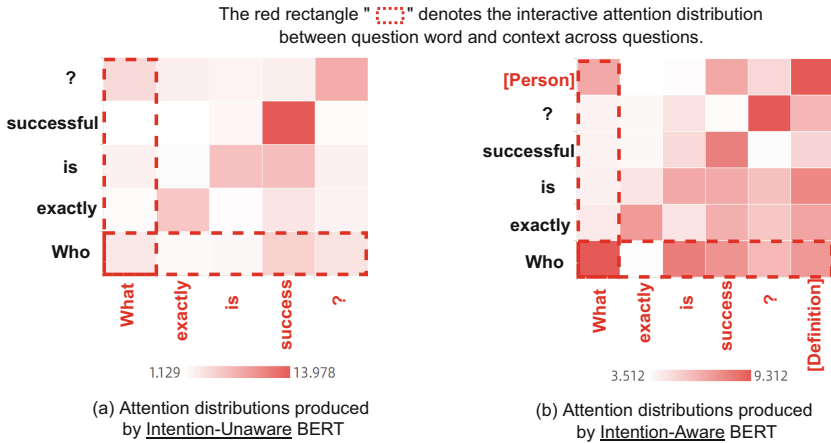 The red rectangle " " denotes the interactive attention distribution
between question word and context across questions.
?
successful
is
exactly
Who
What
exactly
is
success
?
1.129
13.978
(a) Attention distributions produced
by Intention-Unaware BERT
[Person]
?
successful
is
exactly
Who
What
exactly
is
success
?
[Definition]
3.512
9.312
(b) Attention distributions produced
by Intention-Aware BERT